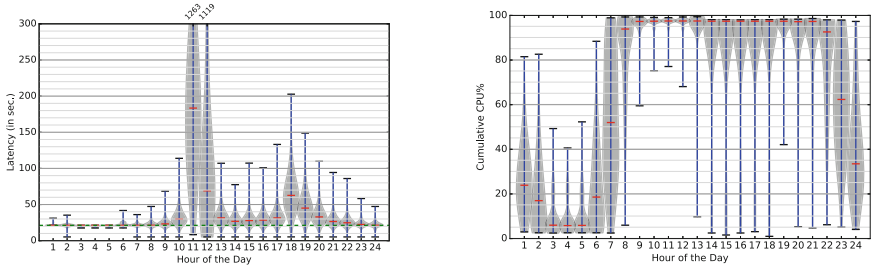 1263
1119
300
250
200
150
100
50
0
Latency (in sec.)
1 2 3 4 5 6 7 8 9 10 11 12 13 14 15 16 17 18 19 20 21 22 23 24
Hour of the Day
100
80
60
40
20
0
Cumulative CPU%
1 2 3 4 5 6 7 8 9 10 11 12 13 14 15 16 17 18 19 20 21 22 23 24
Hour of the Day